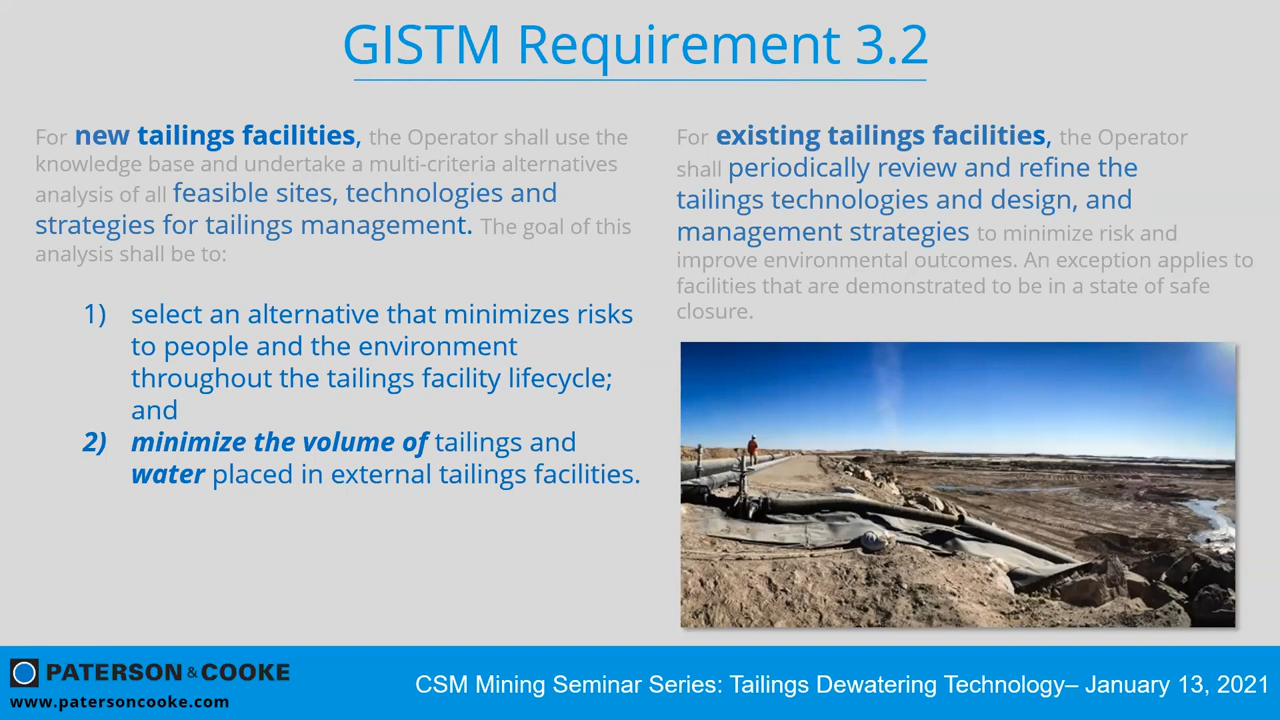 GISTM Requirement 3.2
For new tailings facilities, the Operator shall use the
knowledge base and undertake a multi-criteria alternatives
analysis of all feasible sites, technologies and
strategies for tailings management. The goal of this
analysis shall be to:
1) select an alternative that minimizes risks
to people and the environment
throughout the tailings facility lifecycle;
and
2) minimize the volume of tailings and
water placed in external tailings facilities.
For existing tailings facilities, the Operator
shall periodically review and refine the
tailings technologies and design, and
management strategies to minimize risk and
improve environmental outcomes. An exception applies to
facilities that are demonstrated to be in a state of safe
closure.
PATERSON & COOKE
www.patersoncooke.com
CSM Mining Seminar Series: Tailings Dewatering Technology– January 13, 2021